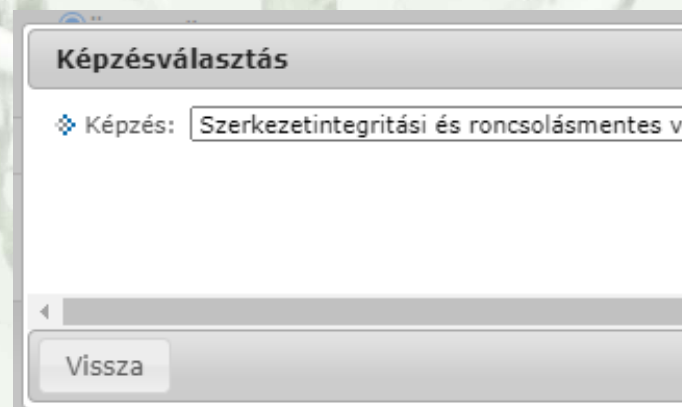 Képzésválasztás
Képzés: Szerkezetintegritási és roncsolásmentes
Vissza